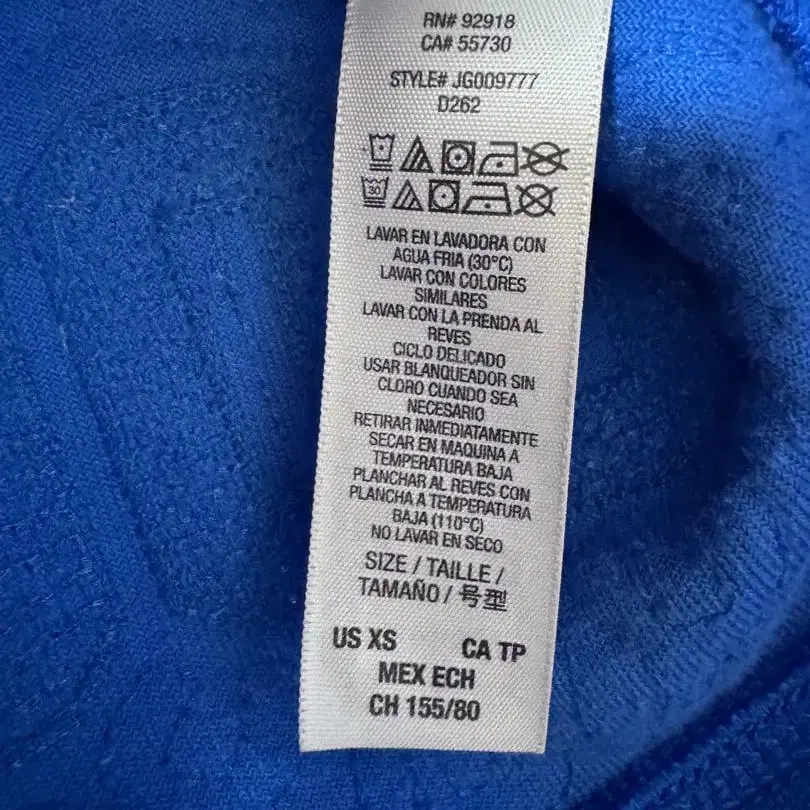 RN# 92918
CA# 55730
STYLE# JG009777
D262
30
LAVAR EN LAVADORA CON
AGUA FRIA (30°C)
LAVAR CON COLORES
SIMILARES
LAVAR CON LA PRENDA AL
REVES
CICLO DELICADO
USAR BLANQUEADOR SIN
CLORO CUANDO SEA
NECESARIO
RETIRAR INMEDIATAMENTE
SECAR EN MAQUINA A
TEMPERATURA BAJA
PLANCHAR AL REVES CON
PLANCHA A TEMPERATURA
BAJA (110°C)
NO LAVAR EN SECO
SIZE / TAILLE /
TAMAÑO / 号型
US XS CA TP
MEX ECH
CH 155/80